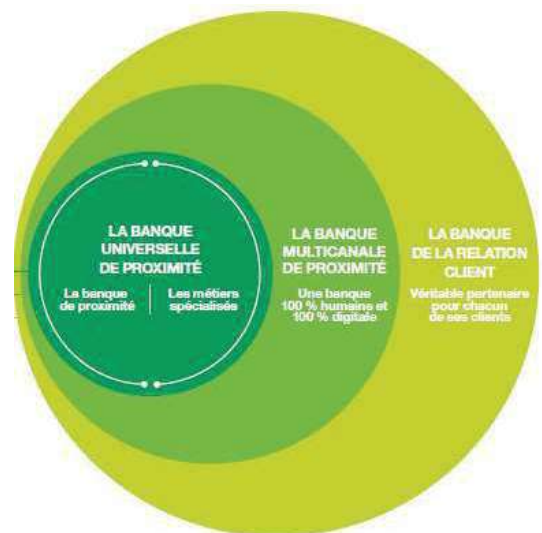 LA BANQUE
UNIVERSELLE
DE PROXIMITÉ
La banque
de proximité
Les métiers
spécialisés
LA BANQUE
MULTICANALE
DE PROXIMITÉ
Une banque
100 % humaine et
100 % digitale
LA BANQUE
DE LA RELATION
CLIENT
Véritable partenaire
pour chacun
de ses clients